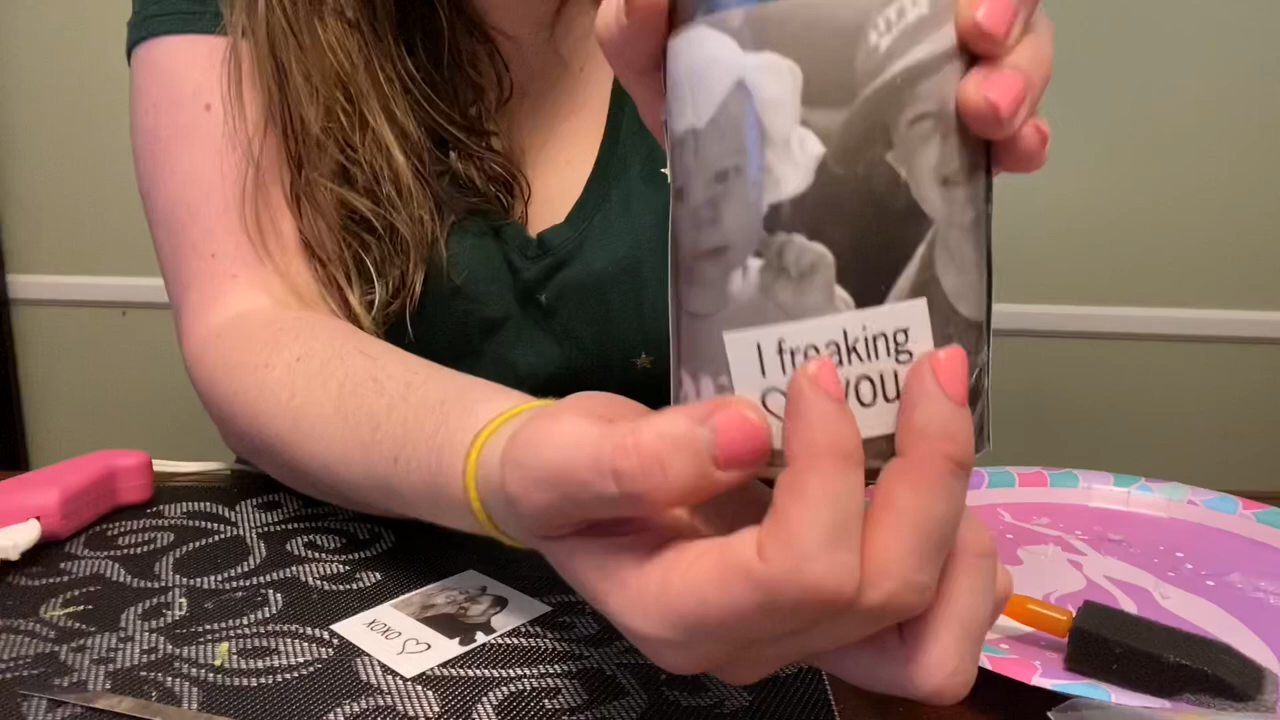 I freaking
♡ you
xoxo ♡